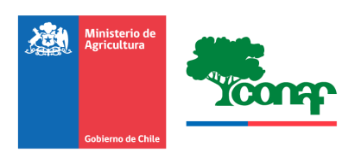 Ministerio de
Agricultura
Gobierno de Chile
conaf